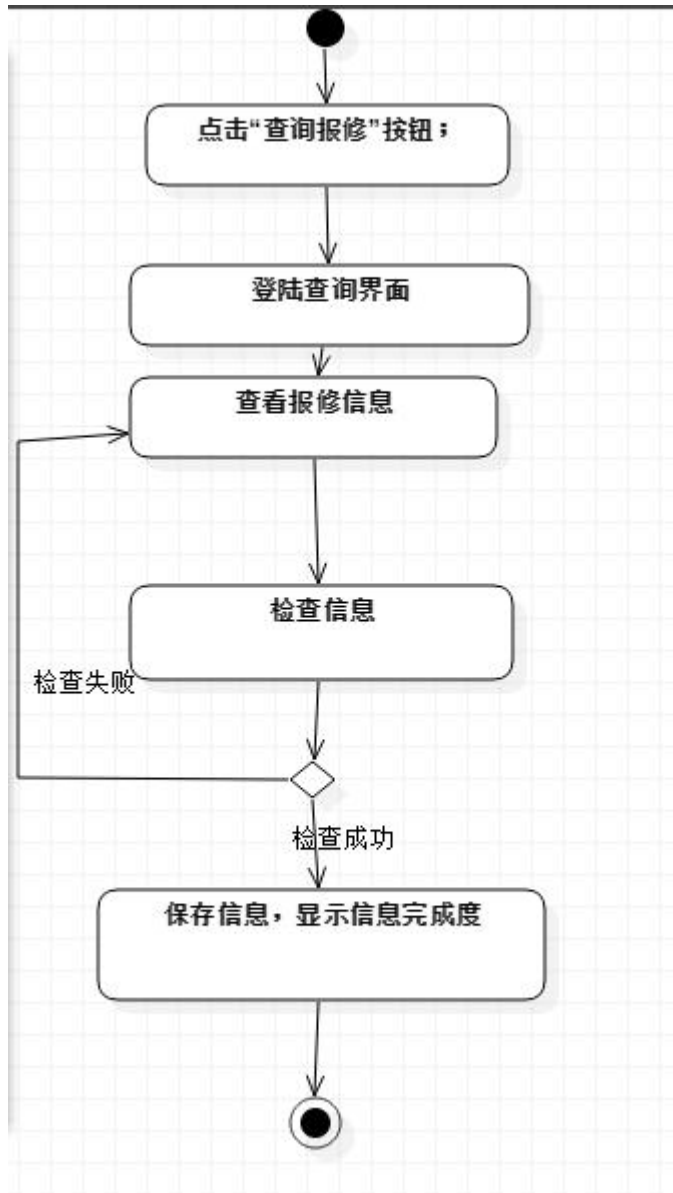 点击“查询报修”按钮；
登陆查询界面
查看报修信息
检查信息
检查失败
检查成功
保存信息，显示信息完成度